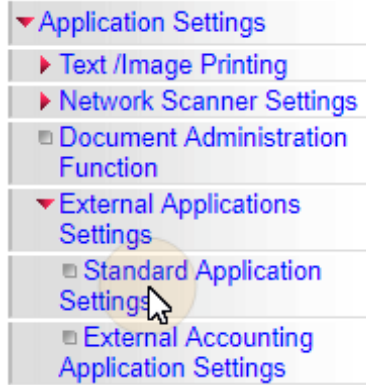 Application Settings
Text /Image Printing
Network Scanner Settings
Document Administration
Function
External Applications
Settings
Standard Application
Settings
External Accounting
Application Settings